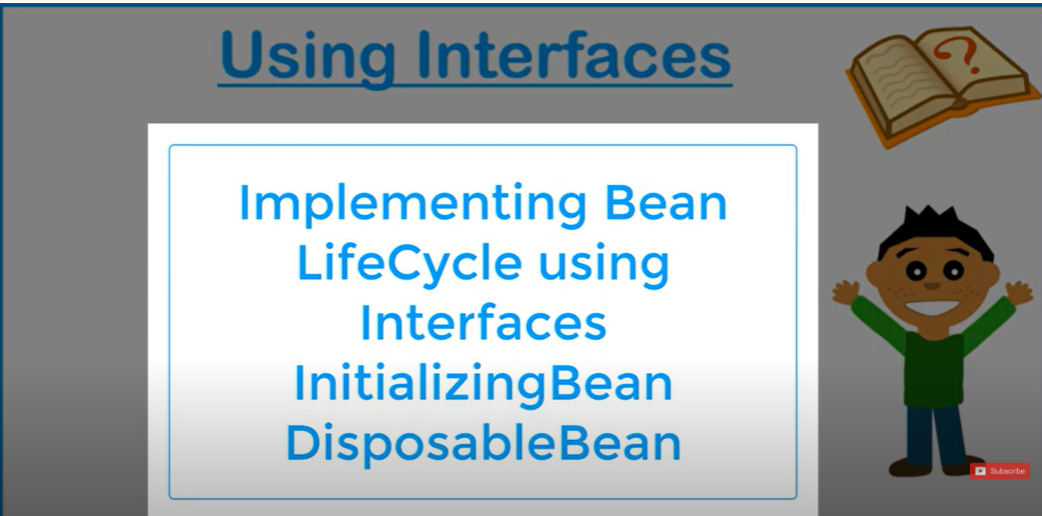 Using Interfaces
Implementing Bean
LifeCycle using
Interfaces
InitializingBean
DisposableBean
?
Subscribe